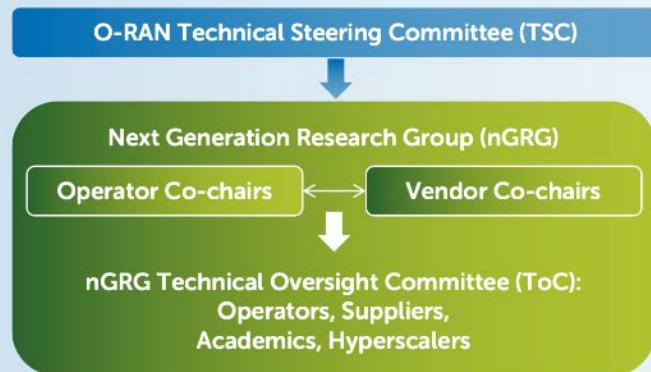 O-RAN Technical Steering Committee (TSC)
Next Generation Research Group (nGRG)
Operator Co-chairs
Vendor Co-chairs
nGRG Technical Oversight Committee (ToC):
Operators, Suppliers,
Academics, Hyperscalers